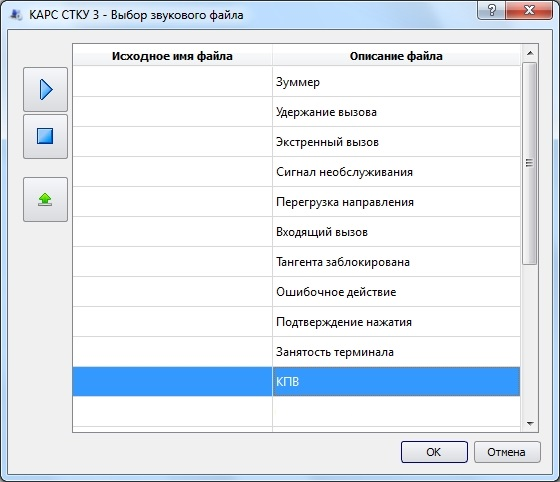 КАРС СТКУ 3 - Выбор звукового файла
Исходное имя файла Описание файла
Зуммер
Удержание вызова
Экстренный вызов
Сигнал необслуживания
Перегрузка направления
Входящий вызов
Тангента заблокирована
Ошибочное действие
Подтверждение нажатия
Занятость терминала
КПВ
OK Отмена